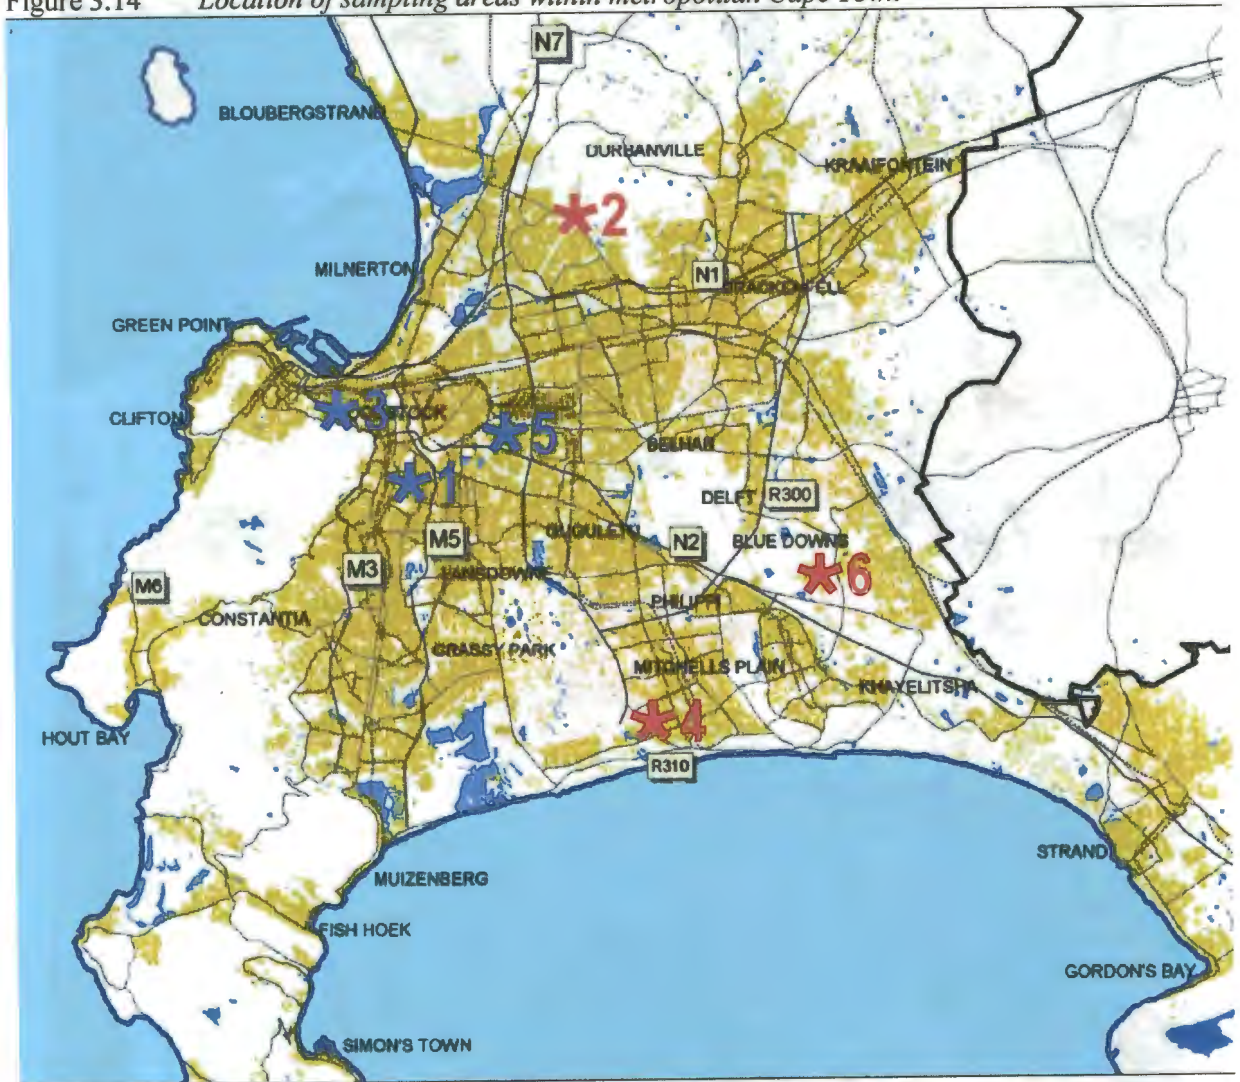 Figure 3.14 Location of sampling areas within metropolitan Cape Town
N7
BLOUBERGSTRAND
DURBANVILLE
KRAAIFONTEIN
*2
MILNERTON
N1
BRACKENFELL
GREEN POINT
CLIFTON
*3
WOODSTOCK
*5
BELHAR
*1
DELFT
R300
GUGULETU
M5
N2
BLUE DOWNS
M3
LANSDOWNE
*6
M6
PHILIPPI
CONSTANTIA
GRASSY PARK
MITCHELLS PLAIN
KHAYELITSHA
*4
HOUT BAY
R310
STRAND
MUIZENBERG
FISH HOEK
GORDON'S BAY
SIMON'S TOWN